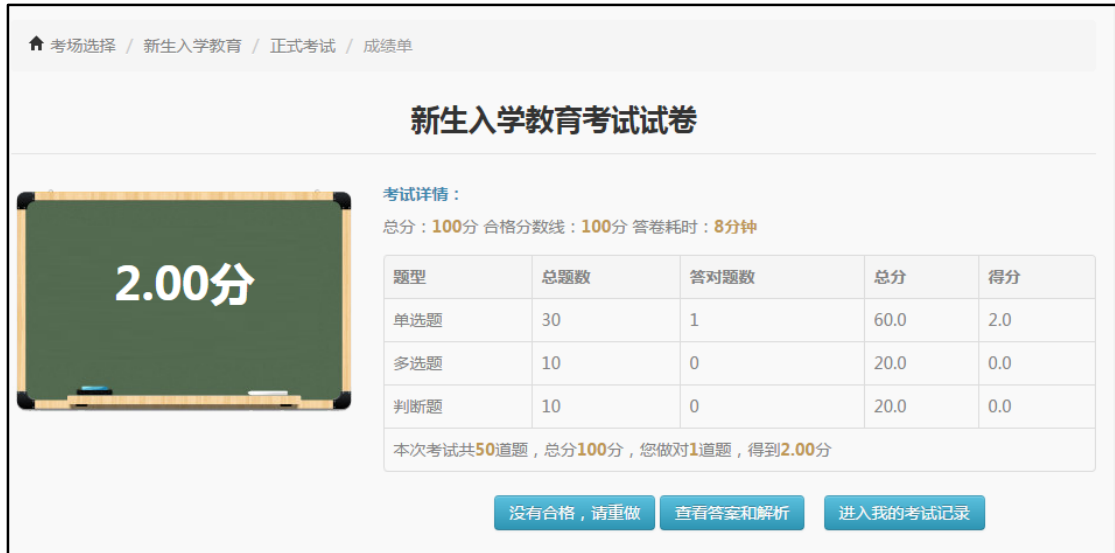 考场选择 / 新生入学教育 / 正式考试 / 成绩单
新生入学教育考试试卷
2.00分
考试详情：
总分：100分 合格分数线：100分 答卷耗时：8分钟
题型 总题数 答对题数 总分 得分
单选题 30 1 60.0 2.0
多选题 10 0 20.0 0.0
判断题 10 0 20.0 0.0
本次考试共50道题，总分100分，您做对1道题，得到2.00分
没有合格，请重做 查看答案和解析 进入我的考试记录